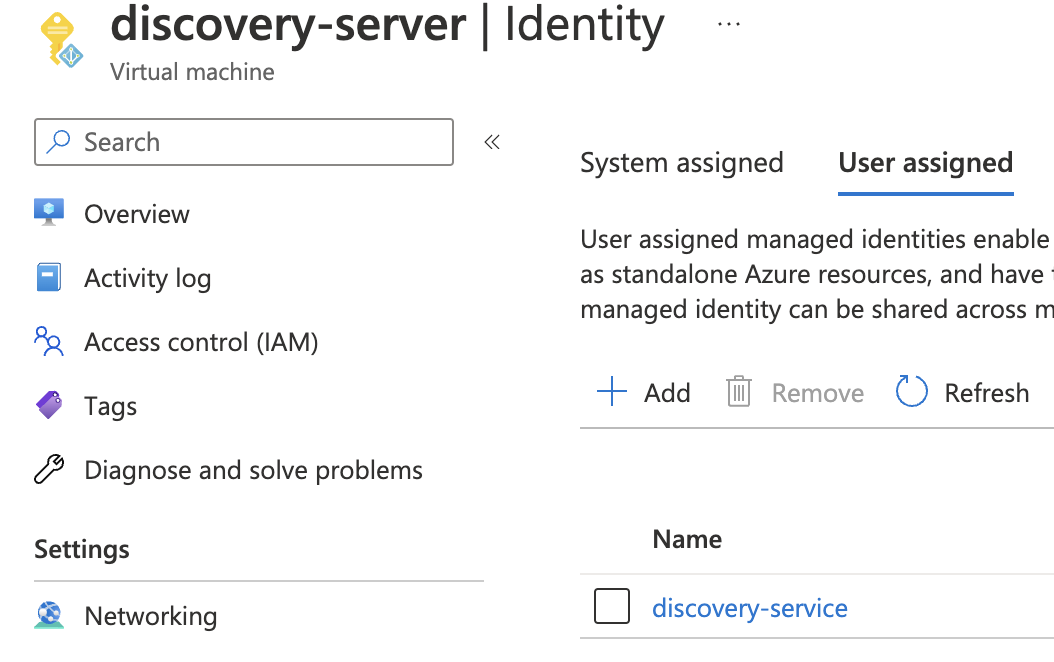 discovery-server | Identity ...
Virtual machine
Search
Overview
Activity log
Access control (IAM)
Tags
Diagnose and solve problems
Settings
Networking
System assigned User assigned
User assigned managed identities enable
as standalone Azure resources, and have
managed identity can be shared across
Add Remove Refresh
Name
discovery-service